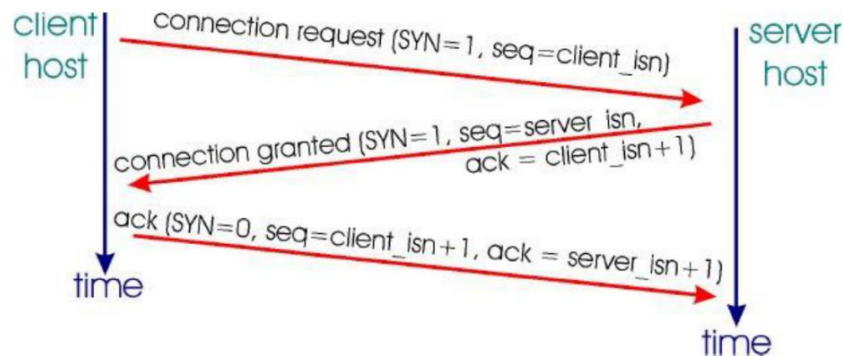 client
host
connection request (SYN=1, seq=client_isn)
server
host
connection granted (SYN=1, seq=server_isn,
ack = client_isn+1)
ack (SYN=0, seq=client_isn+1, ack = server_isn+1)
time
time